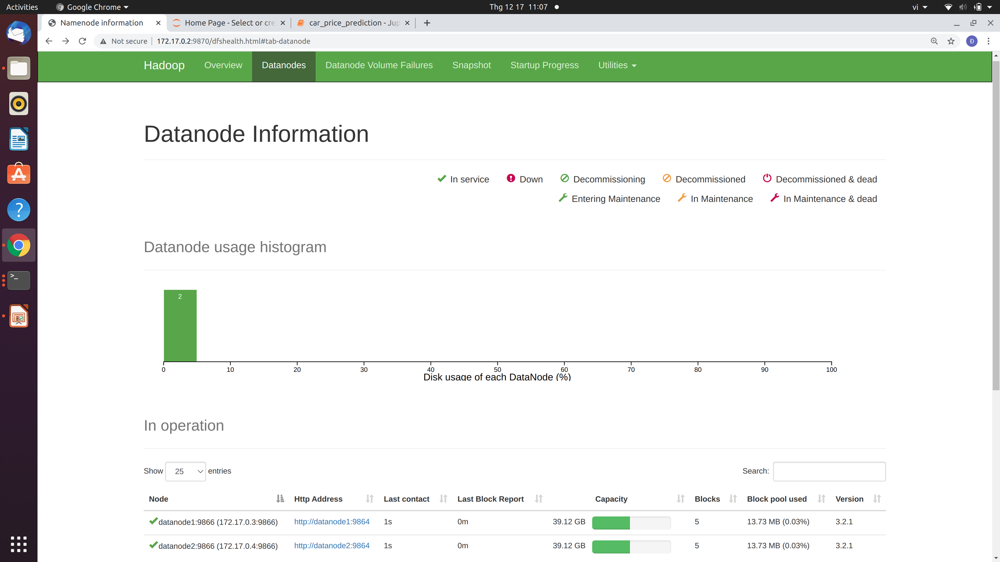 Activities Google Chrome Thg 12 17 11:07 vi
Namenode information Home Page - Select or cre car_price_prediction - Jup
Not secure 172.17.0.2:9870/dfshealth.html#tab-datanode Đ
Hadoop Overview Datanodes Datanode Volume Failures Snapshot Startup Progress Utilities
Datanode Information
In service Down Decommissioning Decommissioned Decommissioned & dead
Entering Maintenance In Maintenance In Maintenance & dead
Datanode usage histogram
2
0 10 20 30 40 50 60 70 80 90 100
Disk usage of each DataNode (%)
In operation
Show 25 entries Search:
Node Http Address Last contact Last Block Report Capacity Blocks Block pool used Version
datanode1:9866 (172.17.0.3:9866) http://datanode1:9864 1s 0m 39.12 GB 5 13.73 MB (0.03%) 3.2.1
datanode2:9866 (172.17.0.4:9866) http://datanode2:9864 1s 0m 39.12 GB 5 13.73 MB (0.03%) 3.2.1